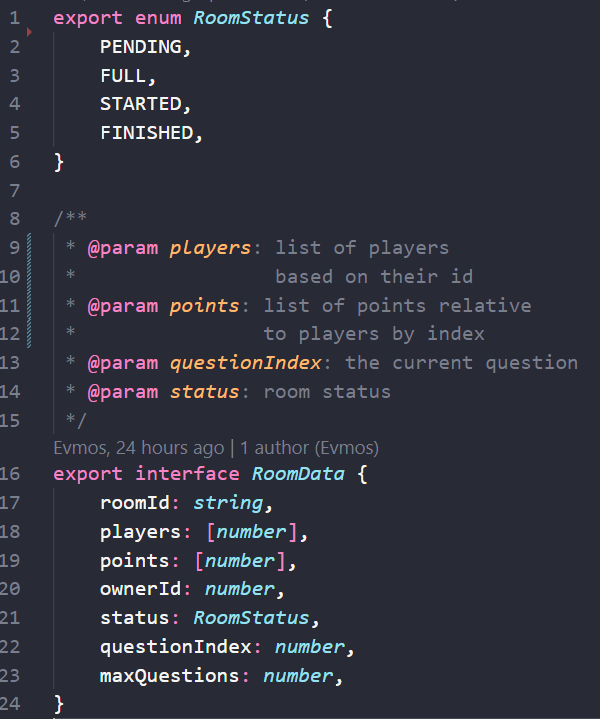 1 export enum RoomStatus {
2     PENDING,
3     FULL,
4     STARTED,
5     FINISHED,
6 }
7
8 /**
9  * @param players: list of players
10  *                 based on their id
11  * @param points: list of points relative
12  *                to players by index
13  * @param questionIndex: the current question
14  * @param status: room status
15  */
Evmos, 24 hours ago | 1 author (Evmos)
16 export interface RoomData {
17     roomId: string,
18     players: [number],
19     points: [number],
20     ownerId: number,
21     status: RoomStatus,
22     questionIndex: number,
23     maxQuestions: number,
24 }